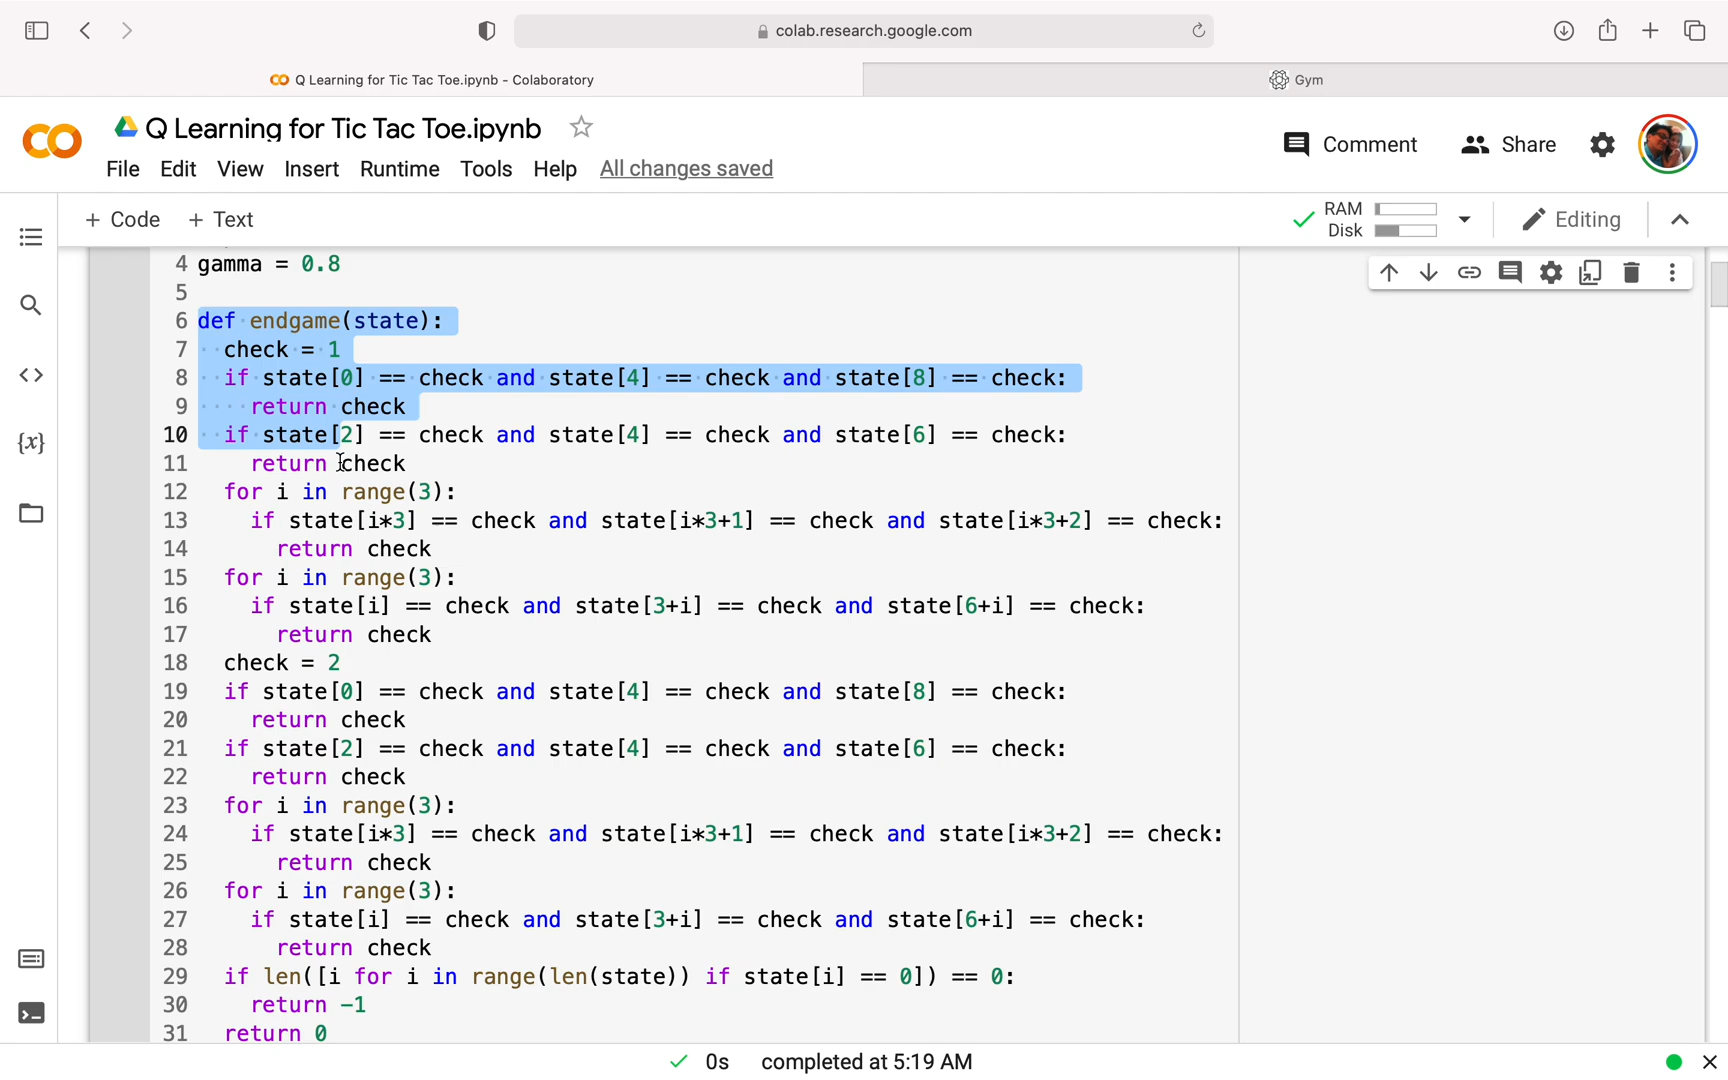 colab.research.google.com
Q Learning for Tic Tac Toe.ipynb - Colaboratory
Gym
Q Learning for Tic Tac Toe.ipynb
Comment
Share
File Edit View Insert Runtime Tools Help All changes saved
+ Code + Text
RAM
Disk
Editing
4 gamma = 0.8
5
6 def endgame(state):
7 check = 1
8 if state[0] == check and state[4] == check and state[8] == check:
9 return check
10 if state[2] == check and state[4] == check and state[6] == check:
11 return check
12 for i in range(3):
13 if state[i*3] == check and state[i*3+1] == check and state[i*3+2] == check:
14 return check
15 for i in range(3):
16 if state[i] == check and state[3+i] == check and state[6+i] == check:
17 return check
18 check = 2
19 if state[0] == check and state[4] == check and state[8] == check:
20 return check
21 if state[2] == check and state[4] == check and state[6] == check:
22 return check
23 for i in range(3):
24 if state[i*3] == check and state[i*3+1] == check and state[i*3+2] == check:
25 return check
26 for i in range(3):
27 if state[i] == check and state[3+i] == check and state[6+i] == check:
28 return check
29 if len([i for i in range(len(state)) if state[i] == 0]) == 0:
30 return -1
31 return 0
0s completed at 5:19 AM